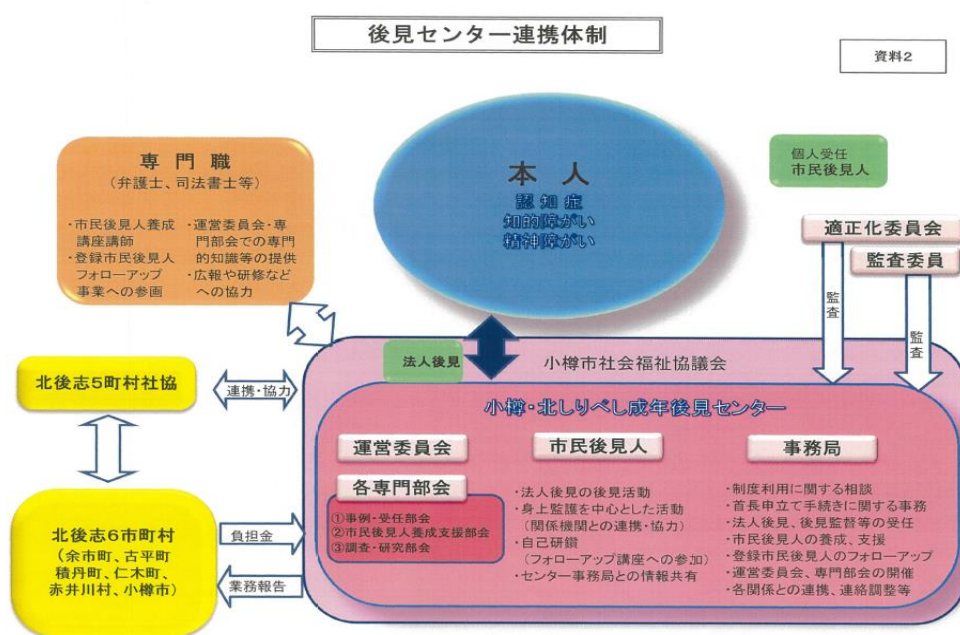 後見センター連携体制
資料2
専門職
(弁護士、司法書士等)
・市民後見人養成
講座講師
・登録市民後見人
フォローアップ
事業への参画
・運営委員会・専
門部会での専門
的知識等の提供
・広報や研修など
への協力
本人
認知症
知的障がい
精神障がい
個人受任
市民後見人
適正化委員会
監査委員
監査
監査
法人後見
小樽市社会福祉協議会
北後志5町村社協
連携・協力
小樽・北しりべし成年後見センター
運営委員会
各専門部会
①事例・受任部会
②市民後見人養成支援部会
③調査・研究部会
市民後見人
・法人後見の後見活動
・身上監護を中心とした活動
(関係機関との連携・協力)
・自己研鑽
(フォローアップ講座への参加)
・センター事務局との情報共有
事務局
・制度利用に関する相談
・首長申立て手続きに関する事務
・法人後見、後見監督等の受任
・市民後見人の養成、支援
・登録市民後見人のフォローアップ
・運営委員会、専門部会の開催
・各関係との連携、連絡調整等
北後志6市町村
(余市町、古平町
積丹町、仁木町、
赤井川村、小樽市)
負担金
業務報告